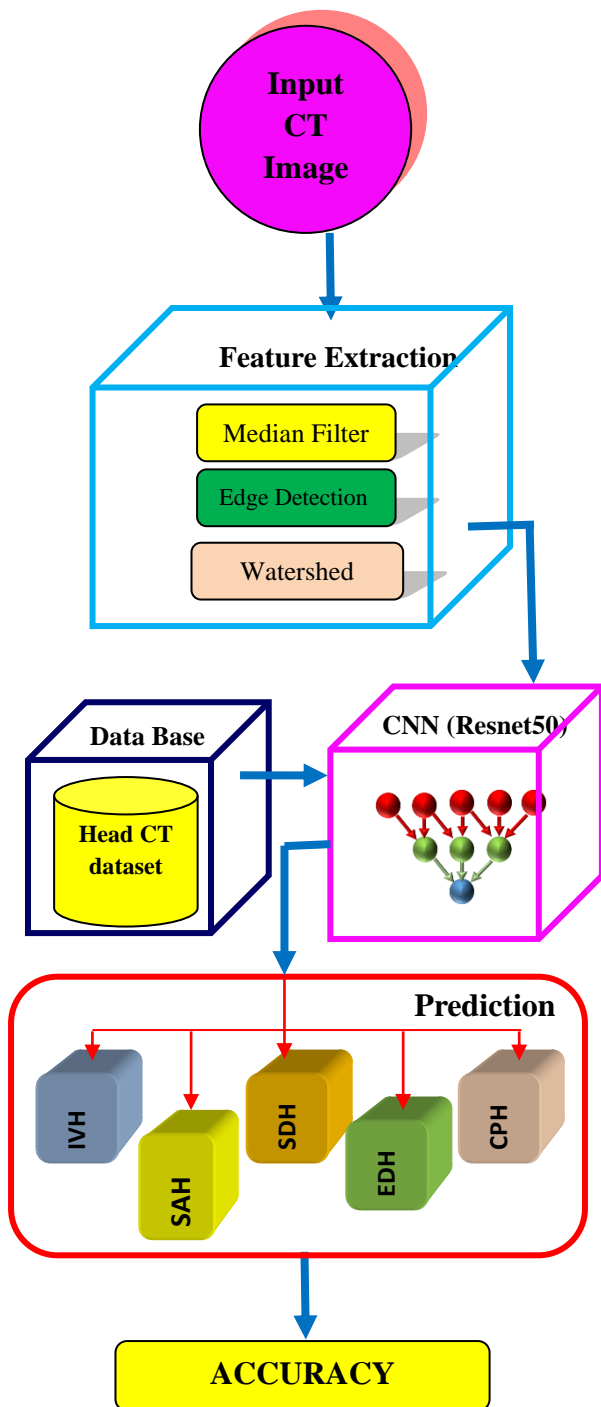 Input
CT
Image
Feature Extraction
Median Filter
Edge Detection
Watershed
Data Base
Head CT
dataset
CNN (Resnet50)
Prediction
IVH
SAH
SDH
EDH
CPH
ACCURACY